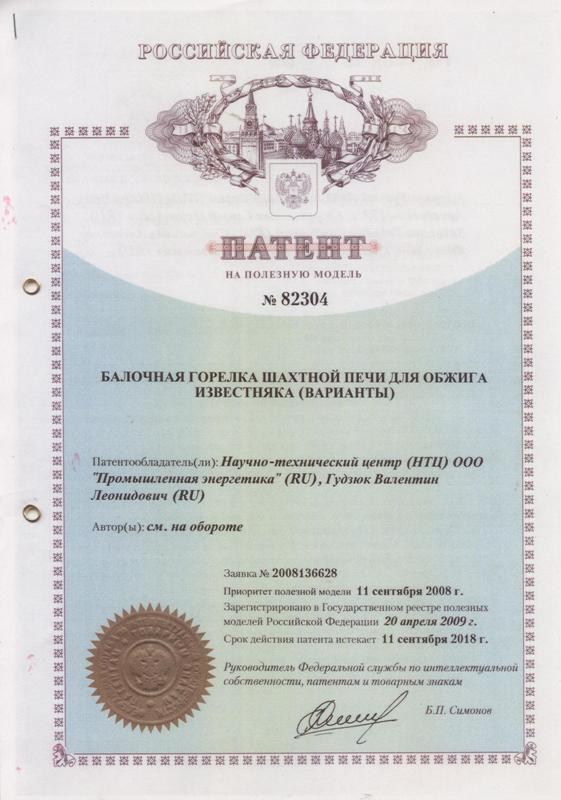 РОССИЙСКАЯ ФЕДЕРАЦИЯ
ПАТЕНТ
НА ПОЛЕЗНУЮ МОДЕЛЬ
№ 82304
БАЛОЧНАЯ ГОРЕЛКА ШАХТНОЙ ПЕЧИ ДЛЯ ОБЖИГА
ИЗВЕСТНЯКА (ВАРИАНТЫ)
Патентообладатель(ли): Научно-технический центр (НТЦ) ООО
"Промышленная энергетика" (RU), Гудзюк Валентин
Леонидович (RU)
Автор(ы): см. на обороте
Заявка № 2008136628
Приоритет полезной модели 11 сентября 2008 г.
Зарегистрировано в Государственном реестре полезных
моделей Российской Федерации 20 апреля 2009 г.
Срок действия патента истекает 11 сентября 2018 г.
Руководитель Федеральной службы по интеллектуальной
собственности, патентам и товарным знакам
Б.П. Симонов